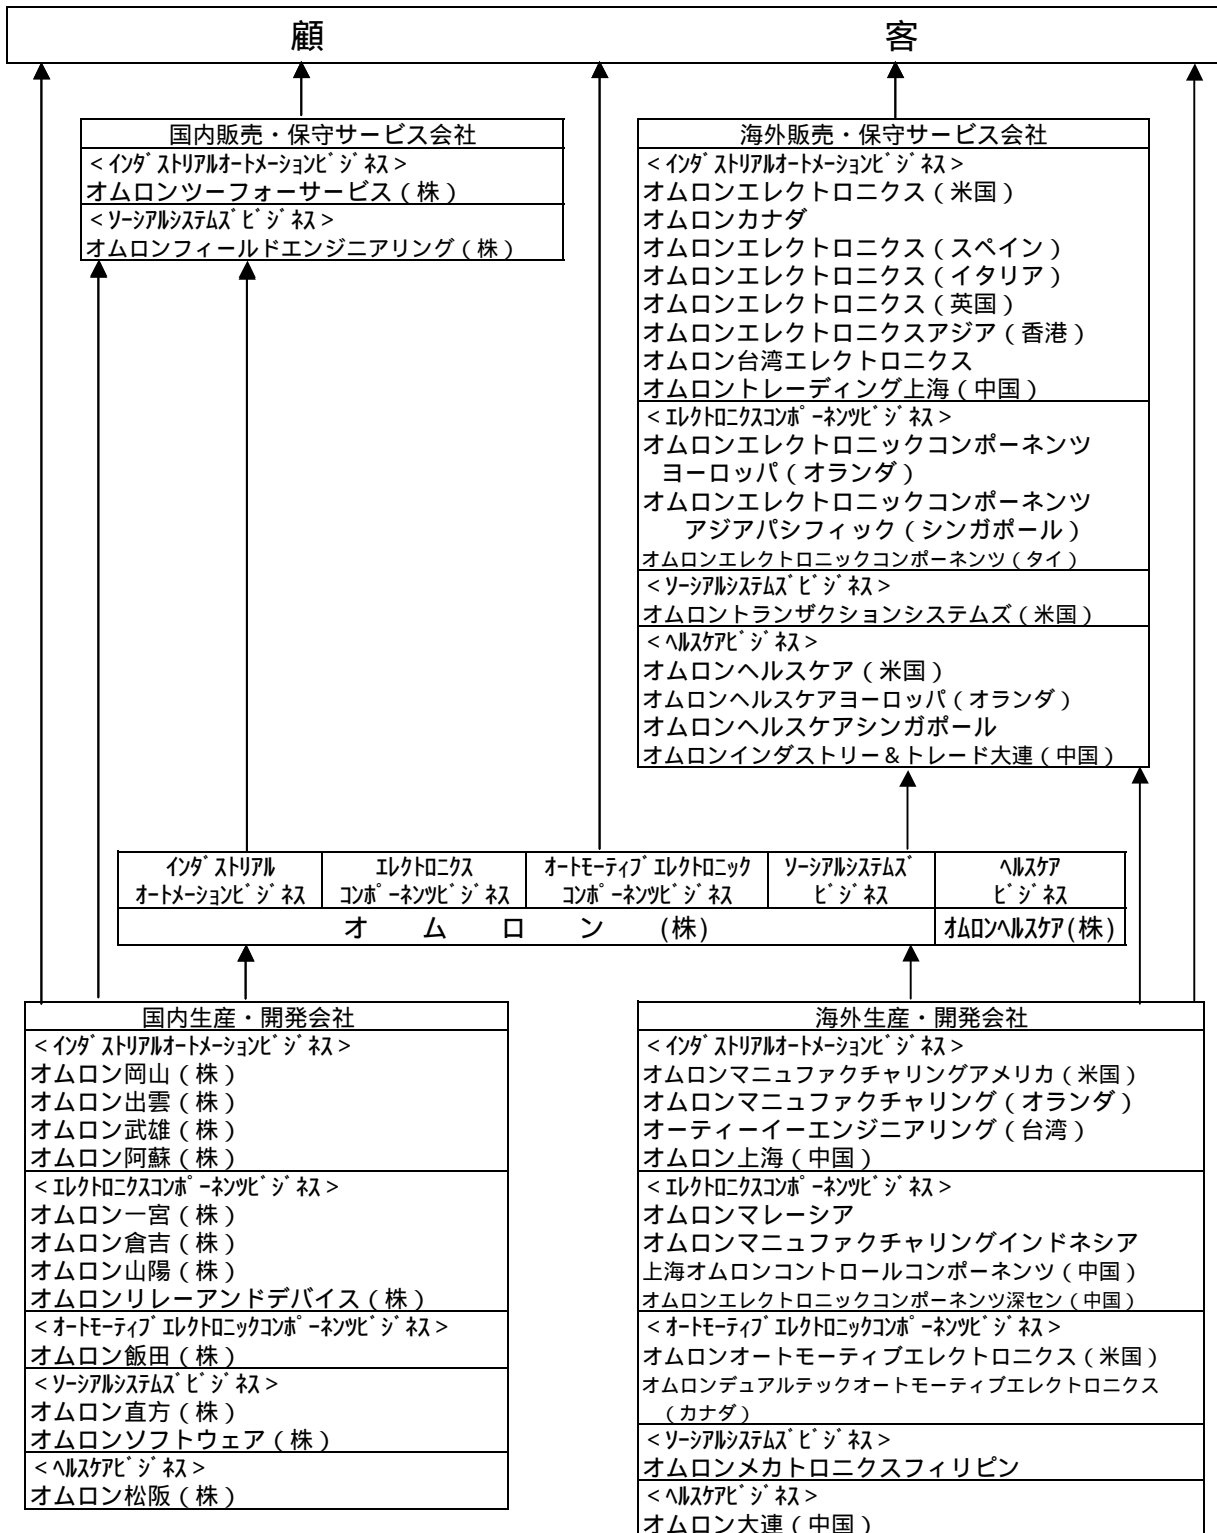 顧客
国内販売・保守サービス会社
<インダストリアルオートメーションビジネス>
オムロンツーフォーサービス(株)
<ソーシアルシステムズビジネス>
オムロンフィールドエンジニアリング(株)
海外販売・保守サービス会社
<インダストリアルオートメーションビジネス>
オムロンエレクトロニクス(米国)
オムロンカナダ
オムロンエレクトロニクス(スペイン)
オムロンエレクトロニクス(イタリア)
オムロンエレクトロニクス(英国)
オムロンエレクトロニクスアジア(香港)
オムロン台湾エレクトロニクス
オムロントレーディング上海(中国)
<エレクトロニクスコンポーネンツビジネス>
オムロンエレクトロニックコンポーネンツ
ヨーロッパ(オランダ)
オムロンエレクトロニックコンポーネンツ
アジアパシフィック(シンガポール)
オムロンエレクトロニックコンポーネンツ(タイ)
<ソーシアルシステムズビジネス>
オムロントランザクションシステムズ(米国)
<ヘルスケアビジネス>
オムロンヘルスケア(米国)
オムロンヘルスケアヨーロッパ(オランダ)
オムロンヘルスケアシンガポール
オムロンインダストリー&トレード大連(中国)
インダストリアル
オートメーションビジネス
エレクトロニクス
コンポーネンツビジネス
オートモーティブエレクトロニック
コンポーネンツビジネス
ソーシアルシステムズ
ビジネス
ヘルスケア
ビジネス
オムロン(株)
オムロンヘルスケア(株)
国内生産・開発会社
<インダストリアルオートメーションビジネス>
オムロン岡山(株)
オムロン出雲(株)
オムロン武雄(株)
オムロン阿蘇(株)
<エレクトロニクスコンポーネンツビジネス>
オムロン一宮(株)
オムロン倉吉(株)
オムロン山陽(株)
オムロンリレーアンドデバイス(株)
<オートモーティブエレクトロニックコンポーネンツビジネス>
オムロン飯田(株)
<ソーシアルシステムズビジネス>
オムロン直方(株)
オムロンソフトウェア(株)
<ヘルスケアビジネス>
オムロン松阪(株)
海外生産・開発会社
<インダストリアルオートメーションビジネス>
オムロンマニュファクチャリングアメリカ(米国)
オムロンマニュファクチャリング(オランダ)
オーティーイーエンジニアリング(台湾)
オムロン上海(中国)
<エレクトロニクスコンポーネンツビジネス>
オムロンマレーシア
オムロンマニュファクチャリングインドネシア
上海オムロンコントロールコンポーネンツ(中国)
オムロンエレクトロニックコンポーネンツ深セン(中国)
<オートモーティブエレクトロニックコンポーネンツビジネス>
オムロンオートモーティブエレクトロニクス(米国)
オムロンデュアルテックオートモーティブエレクトロニクス
(カナダ)
<ソーシアルシステムズビジネス>
オムロンメカトロニクスフィリピン
<ヘルスケアビジネス>
オムロン大連(中国)